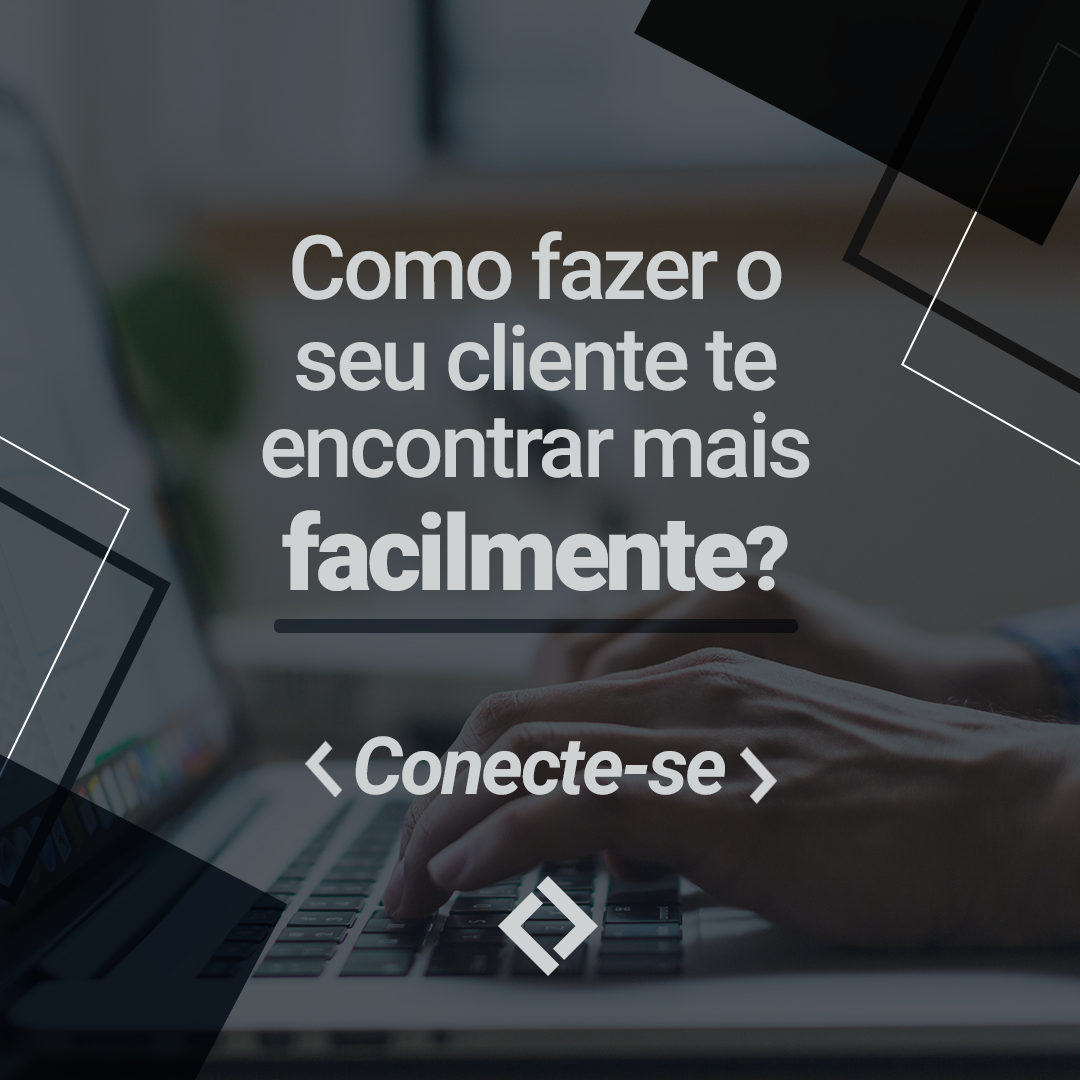 Como fazer o
seu cliente te
encontrar mais
facilmente?
Conecte-se